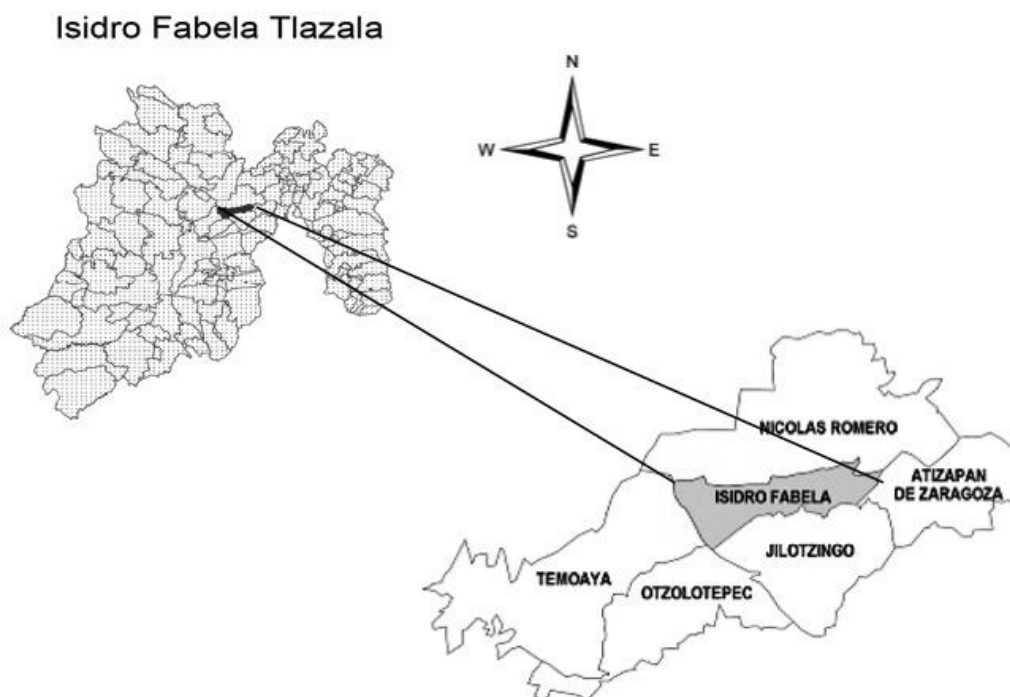 Isidro Fabela Tlazala
N
W
E
S
NICOLAS ROMERO
ISIDRO FABELA
ATIZAPAN
DE ZARAGOZA
JILOTZINGO
TEMOAYA
OTZOLOTEPEC